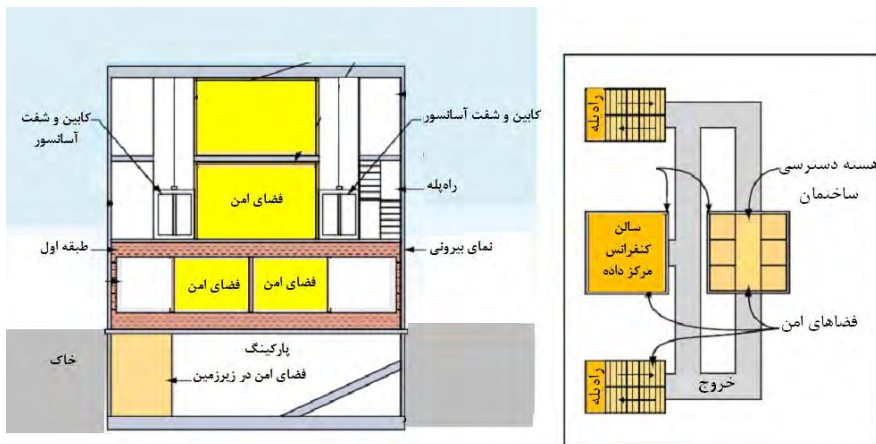 کابین و شفت
آسانسور
کابین و شفت آسانسور
راه‌پله
فضای امن
طبقه اول
نمای بیرونی
فضای امن
فضای امن
خاک
پارکینگ
فضای امن در زیرزمین
راه‌پله
هسته دسترسی
ساختمان
سالن
کنفرانس
مرکز داده
فضاهای امن
راه‌پله
خروج